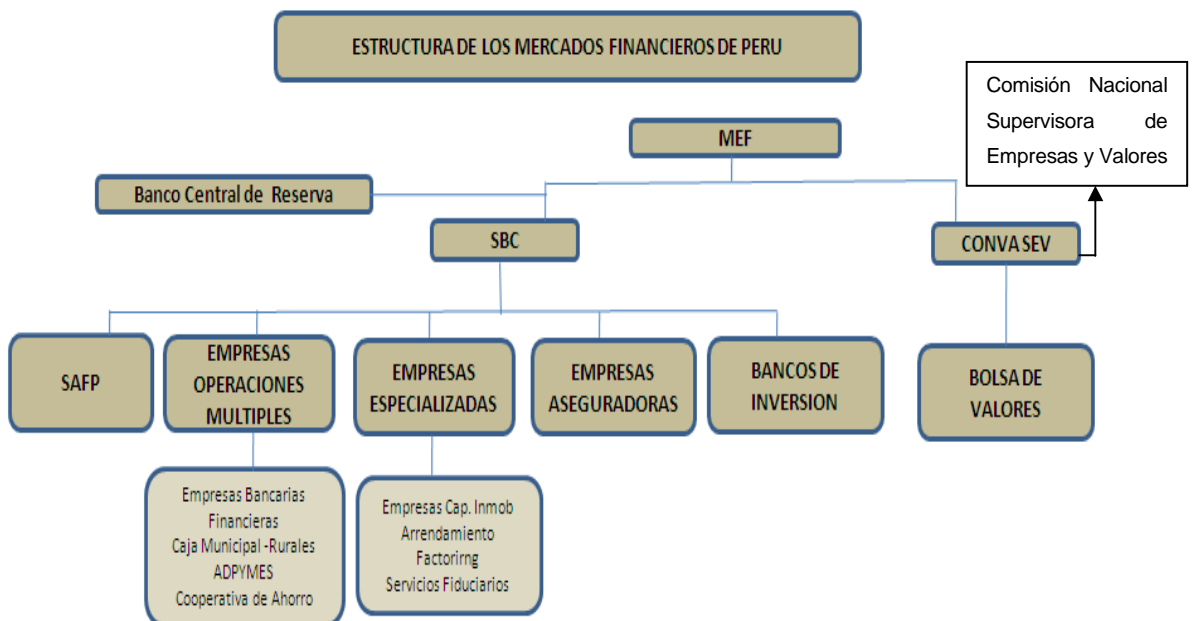 ESTRUCTURA DE LOS MERCADOS FINANCIEROS DE PERU
Comisión Nacional
Supervisora de
Empresas y Valores
MEF
Banco Central de Reserva
SBC
CONVA SEV
SAFP
EMPRESAS
OPERACIONES
MULTIPLES
EMPRESAS
ESPECIALIZADAS
EMPRESAS
ASEGURADORAS
BANCOS DE
INVERSION
BOLSA DE
VALORES
Empresas Bancarias
Financieras
Caja Municipal -Rurales
ADPYMES
Cooperativa de Ahorro
Empresas Cap. Inmob
Arrendamiento
Factorirng
Servicios Fiduciarios